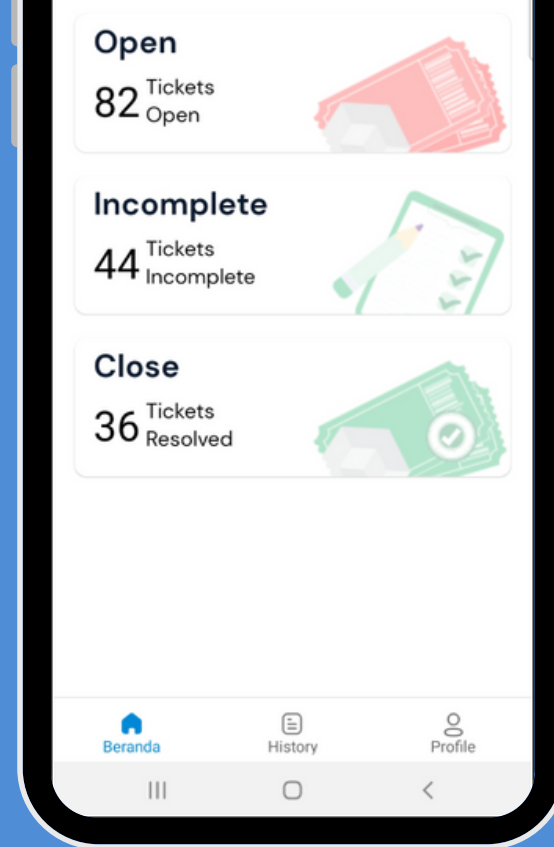 Open
82 Tickets
Open
Incomplete
44 Tickets
Incomplete
Close
36 Tickets
Resolved
Beranda History Profile